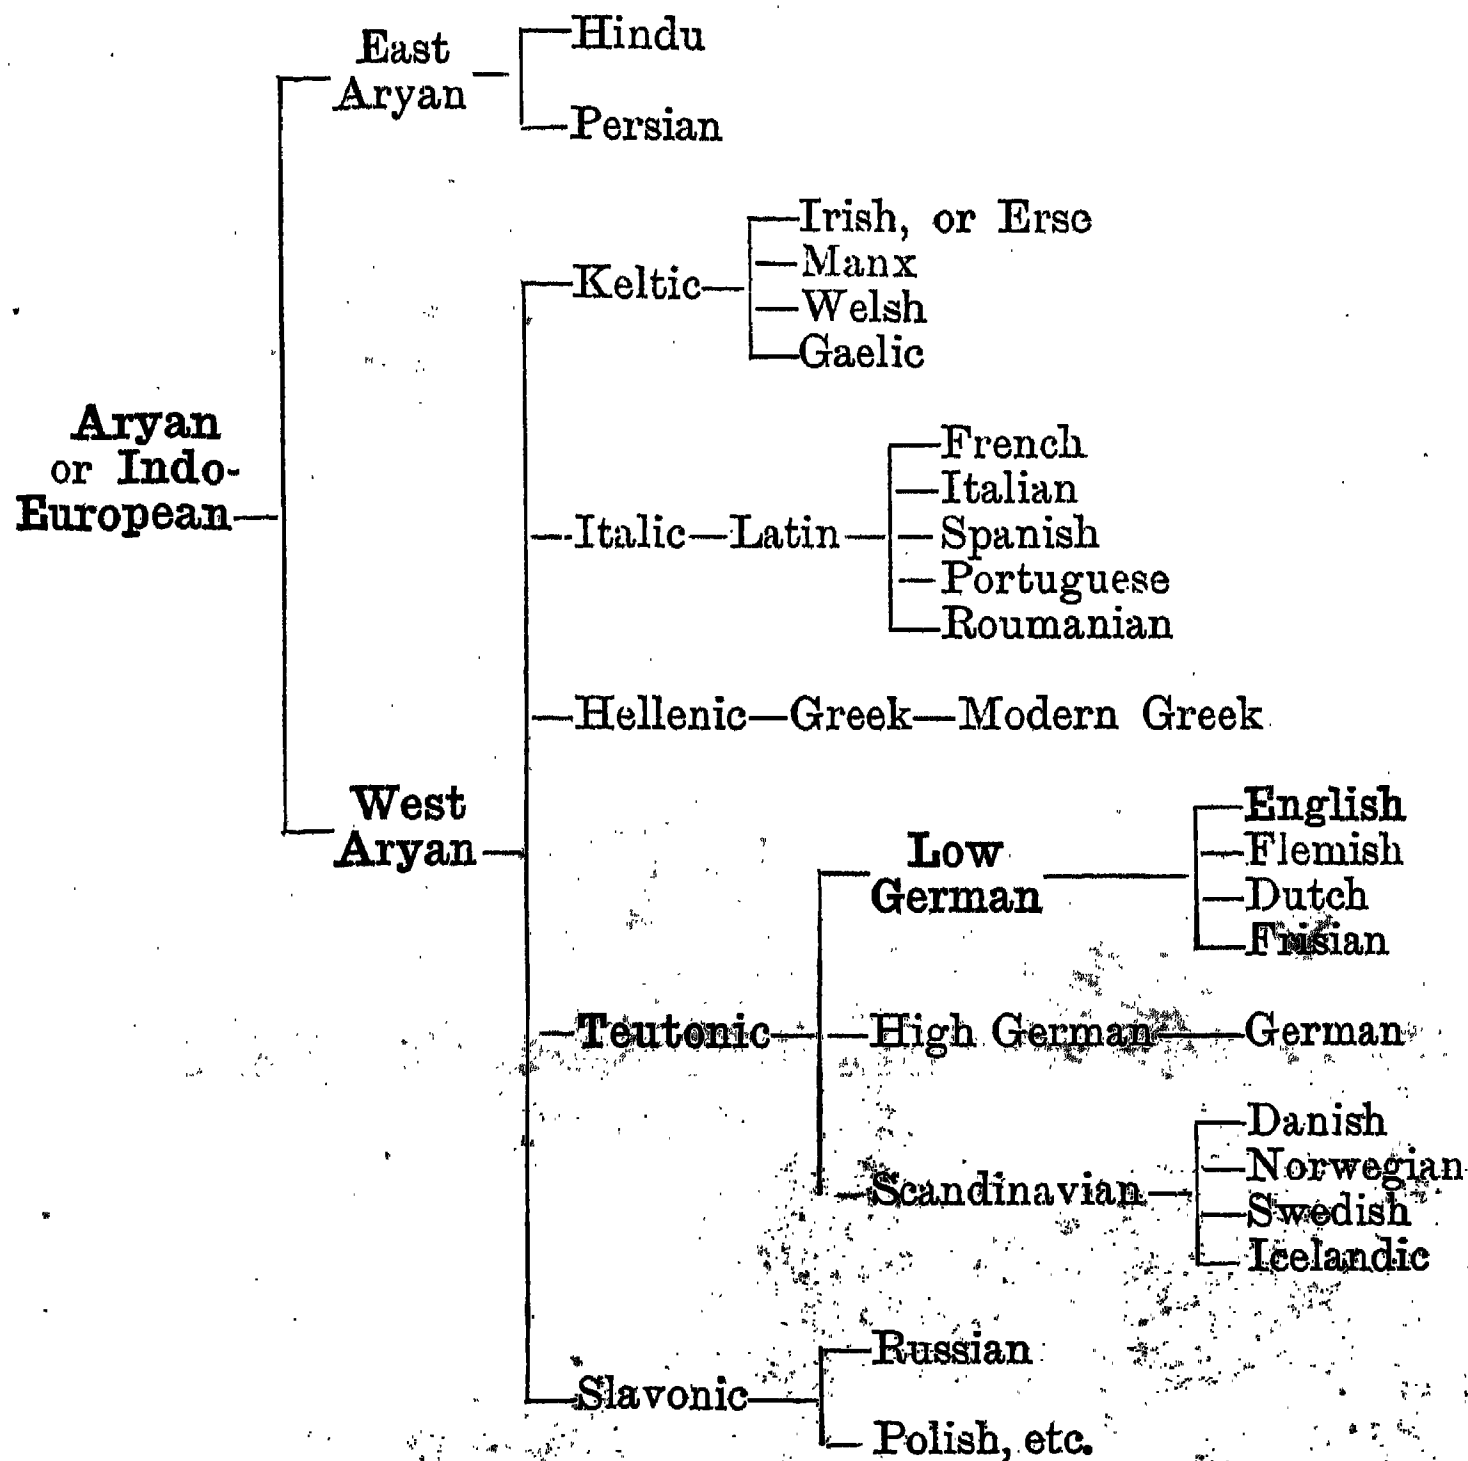 East
Aryan
Hindu
Persian
Keltic
Irish, or Erse
Manx
Welsh
Gaelic
Aryan
or Indo-
European
Italic—Latin
French
Italian
Spanish
Portuguese
Roumanian
Hellenic—Greek—Modern Greek
West
Aryan
Low
German
English
Flemish
Dutch
Frisian
Teutonic
High German—German
Scandinavian
Danish
Norwegian
Swedish
Icelandic
Slavonic
Russian
Polish, etc.